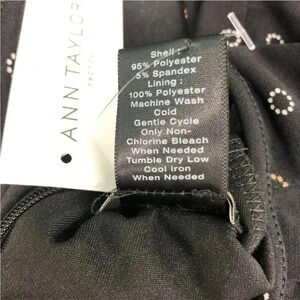 ANN TAYLOR
FACTORY
Shell :
95% Polyester
5% Spandex
Lining :
100% Polyester
Machine Wash
Cold
Gentle Cycle
Only Non-
Chlorine Bleach
When Needed
Tumble Dry Low
Cool Iron
When Needed